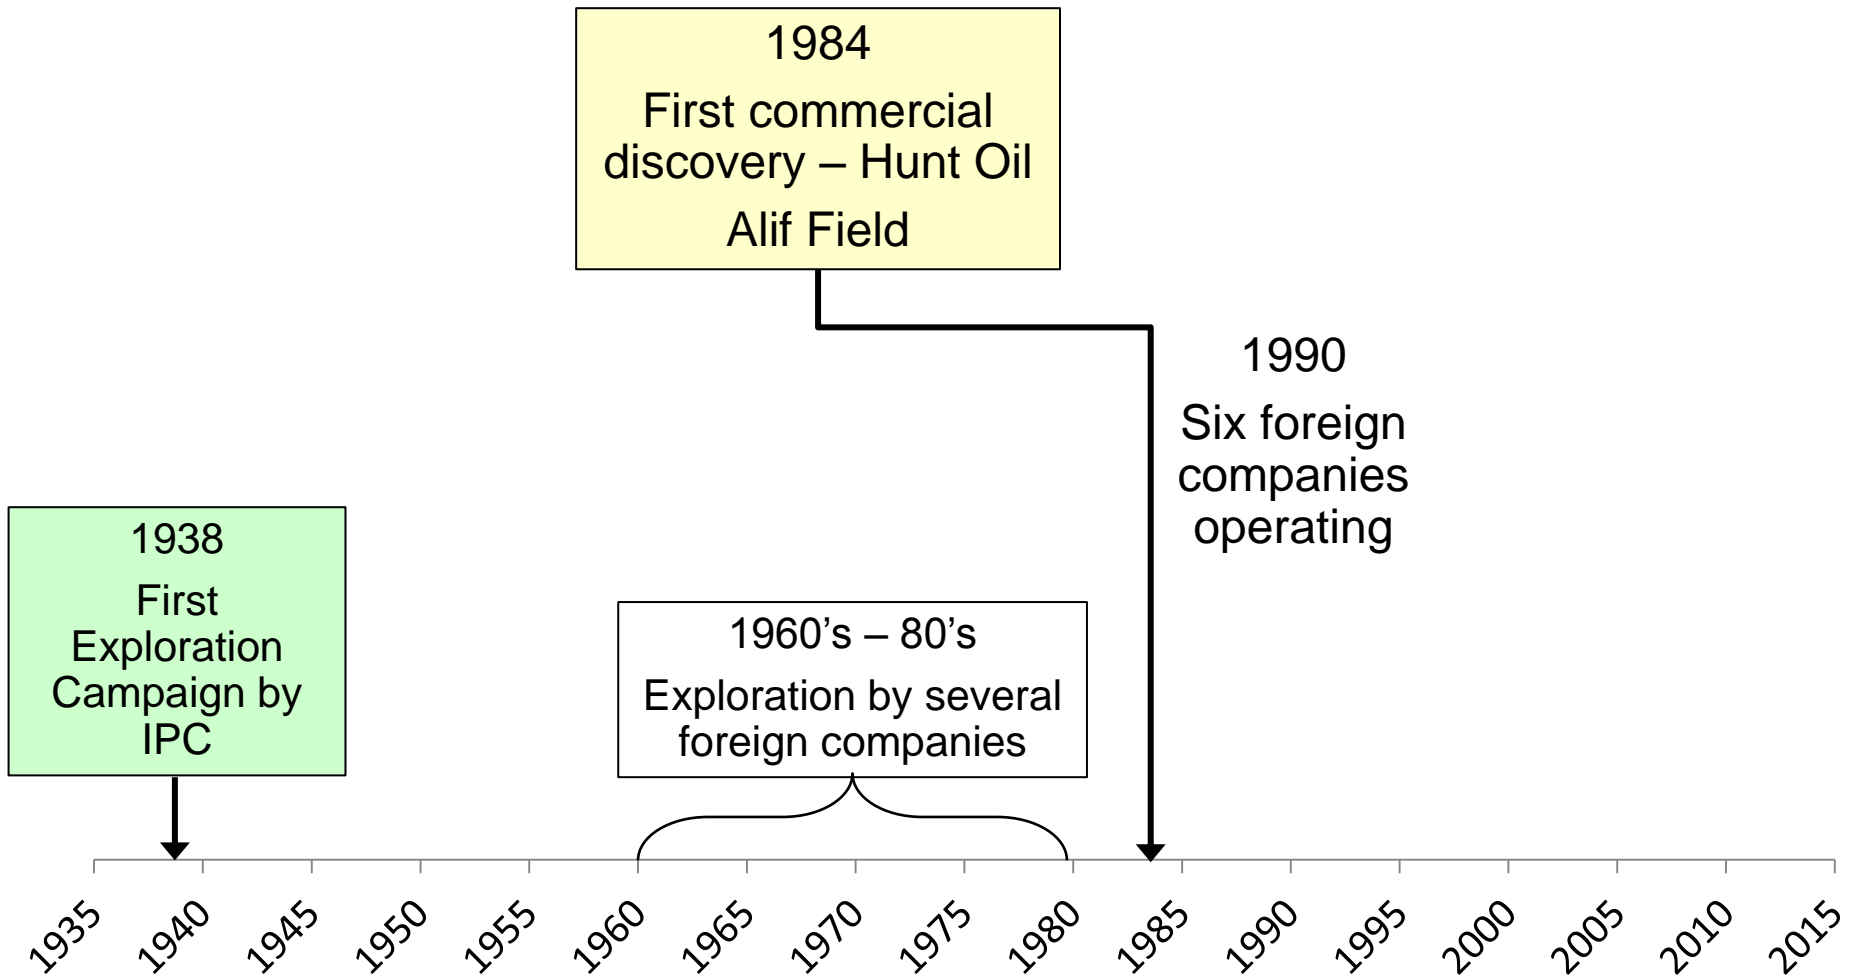 1984
First commercial
discovery – Hunt Oil
Alif Field
1990
Six foreign
companies
operating
1938
First
Exploration
Campaign by
IPC
1960’s – 80’s
Exploration by several
foreign companies
1935
1940
1945
1950
1955
1960
1965
1970
1975
1980
1985
1990
1995
2000
2005
2010
2015